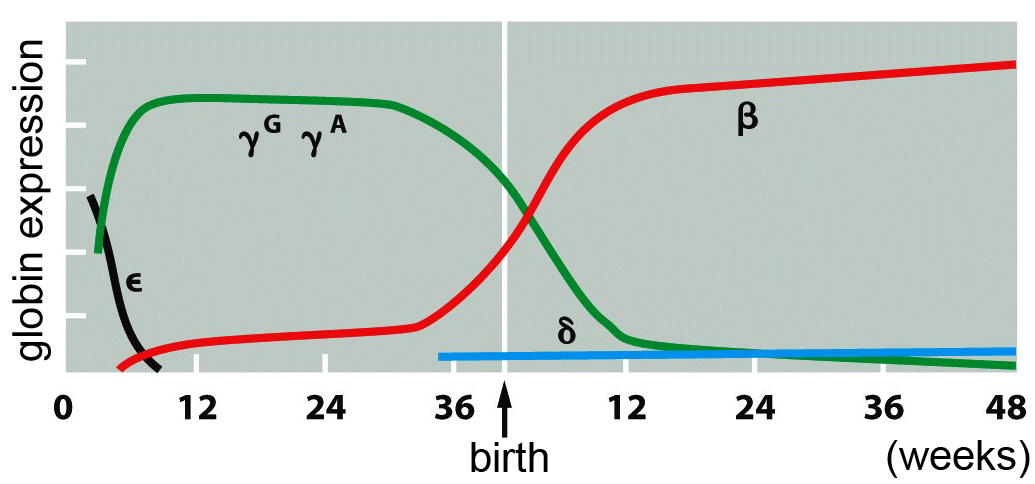 globin expression
γG γA
β
ϵ
δ
0 12 24 36 12 24 36 48
birth (weeks)